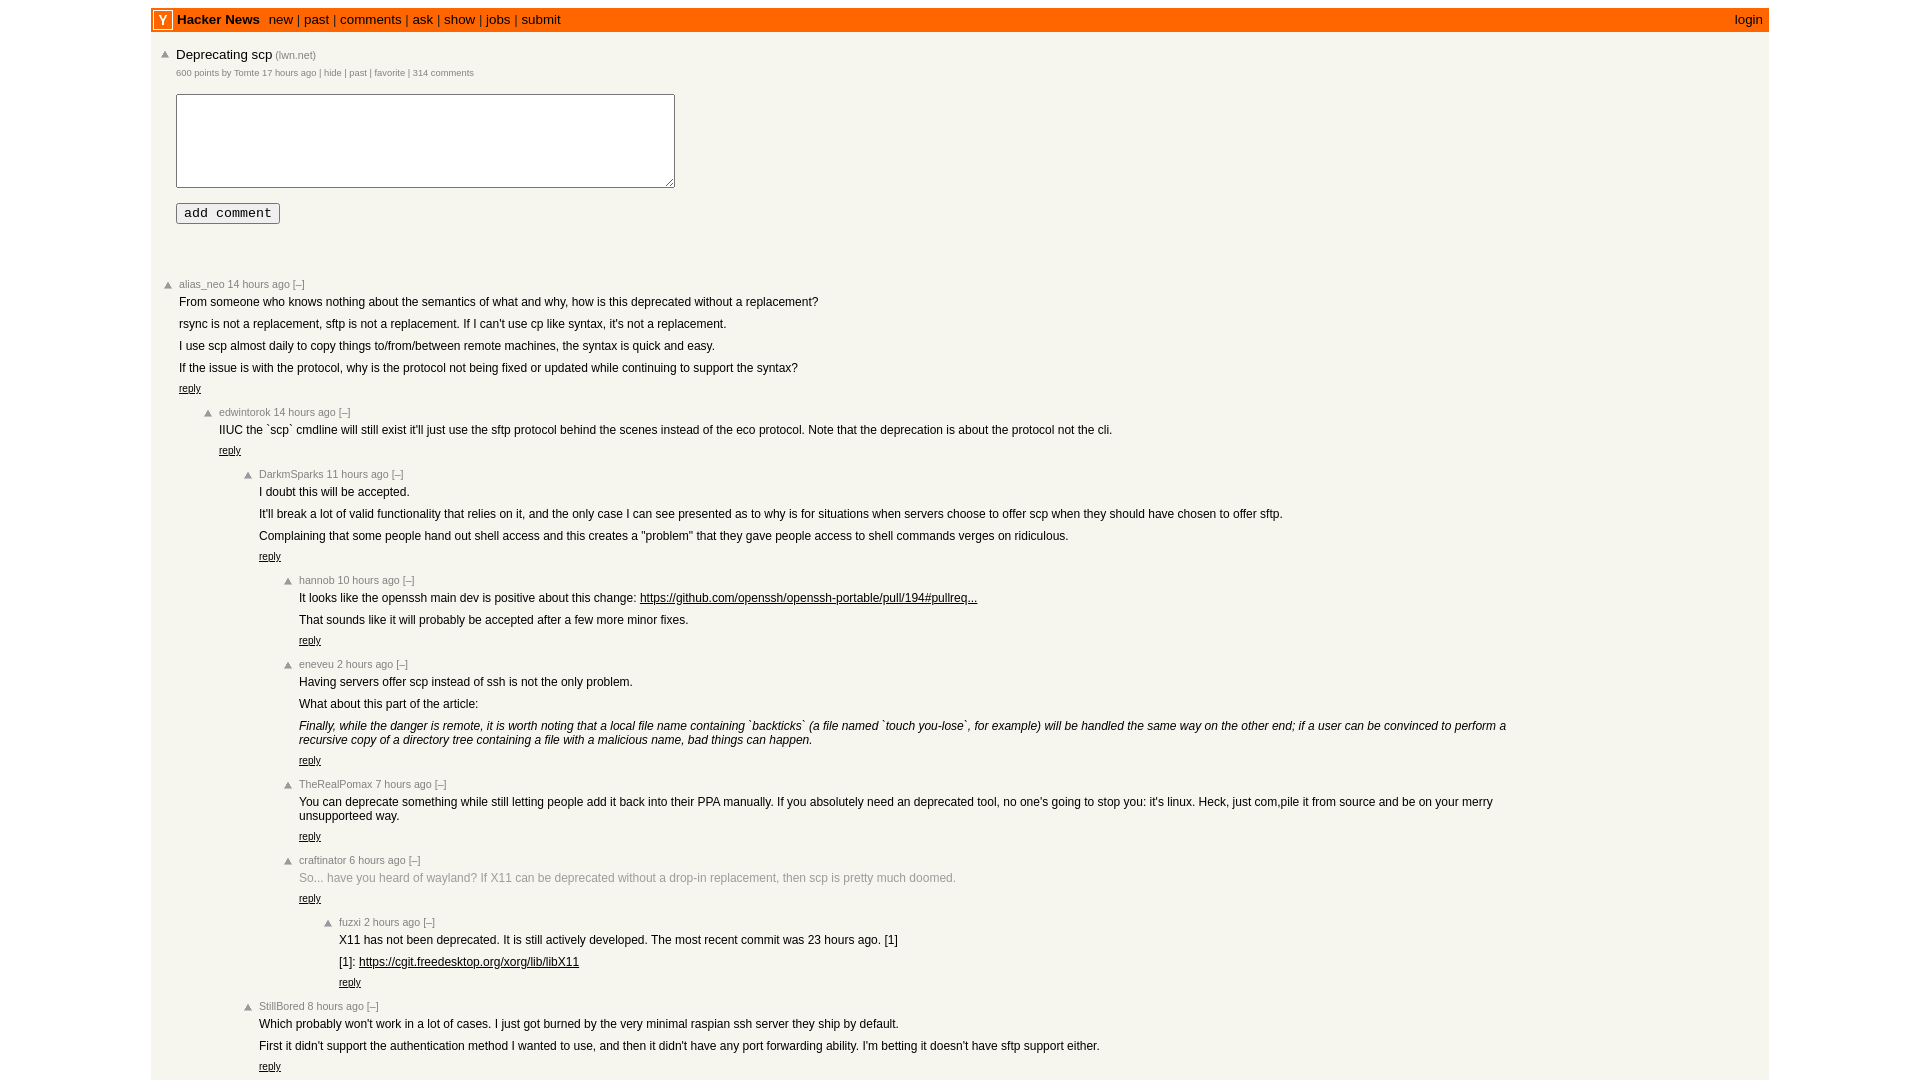 Y Hacker News new | past | comments | ask | show | jobs | submit login
Deprecating scp (lwn.net)
600 points by Tomte 17 hours ago | hide | past | favorite | 314 comments
add comment
alias_neo 14 hours ago [–]
From someone who knows nothing about the semantics of what and why, how is this deprecated without a replacement?
rsync is not a replacement, sftp is not a replacement. If I can't use cp like syntax, it's not a replacement.
I use scp almost daily to copy things to/from/between remote machines, the syntax is quick and easy.
If the issue is with the protocol, why is the protocol not being fixed or updated while continuing to support the syntax?
reply
edwintorok 14 hours ago [–]
IIUC the `scp` cmdline will still exist it'll just use the sftp protocol behind the scenes instead of the eco protocol. Note that the deprecation is about the protocol not the cli.
reply
DarkmSparks 11 hours ago [–]
I doubt this will be accepted.
It'll break a lot of valid functionality that relies on it, and the only case I can see presented as to why is for situations when servers choose to offer scp when they should have chosen to offer sftp.
Complaining that some people hand out shell access and this creates a "problem" that they gave people access to shell commands verges on ridiculous.
reply
hannob 10 hours ago [–]
It looks like the openssh main dev is positive about this change: https://github.com/openssh/openssh-portable/pull/194#pullreq...
That sounds like it will probably be accepted after a few more minor fixes.
reply
eneveu 2 hours ago [–]
Having servers offer scp instead of ssh is not the only problem.
What about this part of the article:
Finally, while the danger is remote, it is worth noting that a local file name containing `backticks` (a file named `touch you-lose`, for example) will be handled the same way on the other end; if a user can be convinced to perform a
recursive copy of a directory tree containing a file with a malicious name, bad things can happen.
reply
TheRealPomax 7 hours ago [–]
You can deprecate something while still letting people add it back into their PPA manually. If you absolutely need an deprecated tool, no one's going to stop you: it's linux. Heck, just com,pile it from source and be on your merry
unsupporteed way.
reply
craftinator 6 hours ago [–]
So... have you heard of wayland? If X11 can be deprecated without a drop-in replacement, then scp is pretty much doomed.
reply
fuzxi 2 hours ago [–]
X11 has not been deprecated. It is still actively developed. The most recent commit was 23 hours ago. [1]
[1]: https://cgit.freedesktop.org/xorg/lib/libX11
reply
StillBored 8 hours ago [–]
Which probably won't work in a lot of cases. I just got burned by the very minimal raspian ssh server they ship by default.
First it didn't support the authentication method I wanted to use, and then it didn't have any port forwarding ability. I'm betting it doesn't have sftp support either.
reply